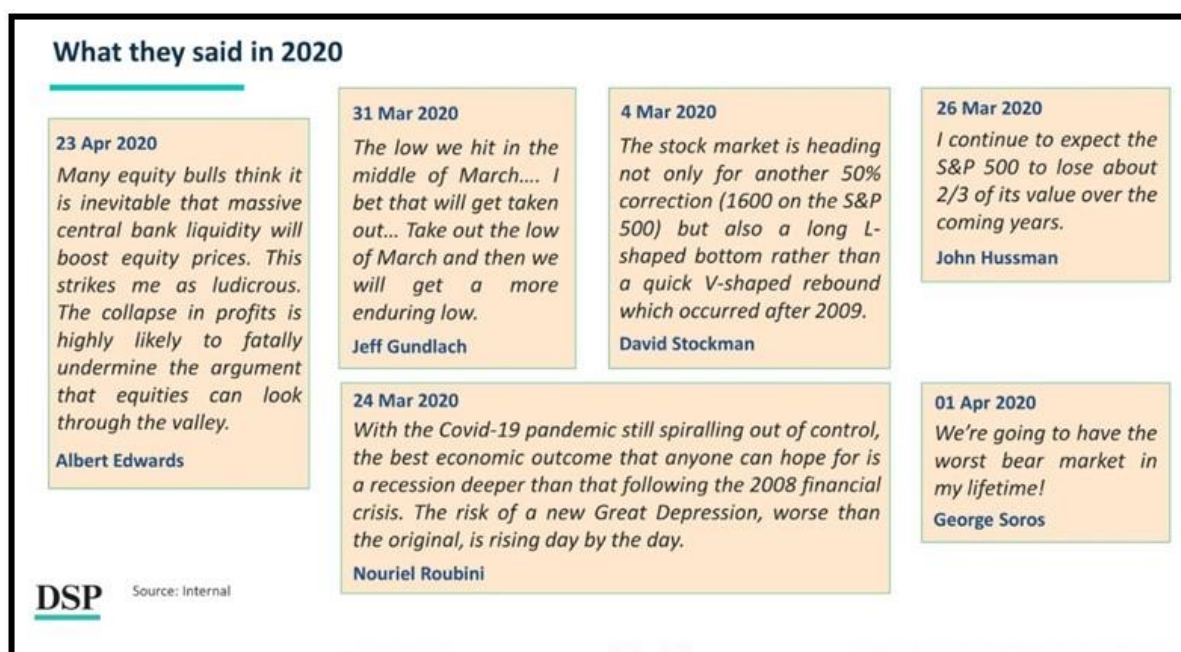 What they said in 2020
23 Apr 2020
Many equity bulls think it
is inevitable that massive
central bank liquidity will
boost equity prices. This
strikes me as ludicrous.
The collapse in profits is
highly likely to fatally
undermine the argument
that equities can look
through the valley.
Albert Edwards
31 Mar 2020
The low we hit in the
middle of March.... I
bet that will get taken
out... Take out the low
of March and then we
will get a more
enduring low.
Jeff Gundlach
4 Mar 2020
The stock market is heading
not only for another 50%
correction (1600 on the S&P
500) but also a long L-
shaped bottom rather than
a quick V-shaped rebound
which occurred after 2009.
David Stockman
26 Mar 2020
I continue to expect the
S&P 500 to lose about
2/3 of its value over the
coming years.
John Hussman
24 Mar 2020
With the Covid-19 pandemic still spiralling out of control,
the best economic outcome that anyone can hope for is
a recession deeper than that following the 2008 financial
crisis. The risk of a new Great Depression, worse than
the original, is rising day by the day.
Nouriel Roubini
01 Apr 2020
We're going to have the
worst bear market in
my lifetime!
George Soros
DSP
Source: Internal